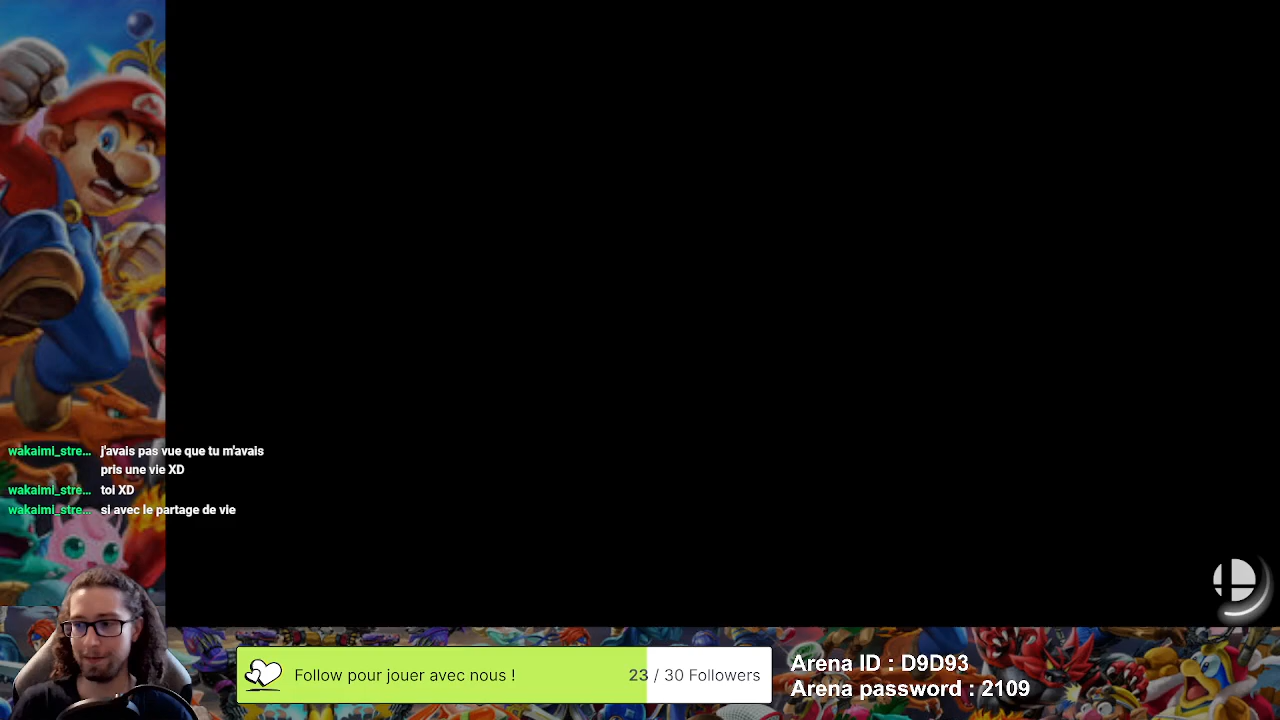 wakaimi_stre... j'avais pas vue que tu m'avais
pris une vie XD
wakaimi_stre... toi XD
wakaimi_stre... si avec le partage de vie
Follow pour jouer avec nous ! 23 / 30 Followers
Arena ID : D9D93
Arena password : 2109